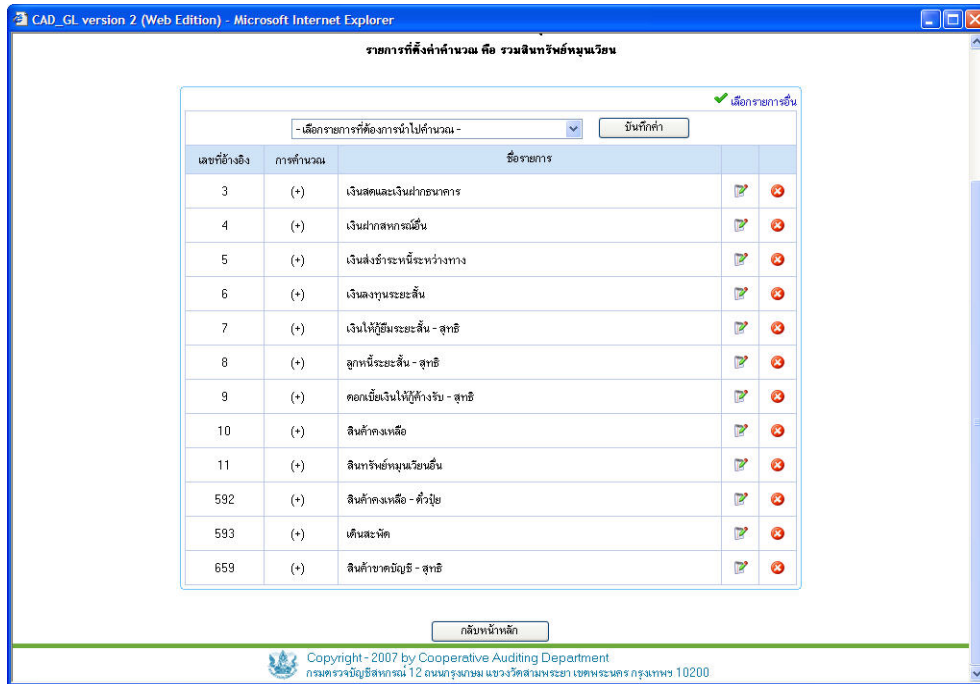 CAD_GL version 2 (Web Edition) - Microsoft Internet Explorer
รายการที่ตั้งค่าคำนวณ คือ รวมสินทรัพย์หมุนเวียน
เลือกรายการอื่น
-เลือกรายการที่ต้องการนำไปคำนวณ- บันทึกค่า
เลขที่อ้างอิง การคำนวณ ชื่อรายการ
3 (+) เงินสดและเงินฝากธนาคาร
4 (+) เงินฝากสหกรณ์อื่น
5 (+) เงินส่งชำระหนี้ระหว่างทาง
6 (+) เงินลงทุนระยะสั้น
7 (+) เงินให้กู้ยืมระยะสั้น - สุทธิ
8 (+) ลูกหนี้ระยะสั้น - สุทธิ
9 (+) ดอกเบี้ยเงินให้กู้ค้างรับ - สุทธิ
10 (+) สินค้าคงเหลือ
11 (+) สินทรัพย์หมุนเวียนอื่น
592 (+) สินค้าคงเหลือ - ตั๋วปุ๋ย
593 (+) เดินสะพัด
659 (+) สินค้าขาดบัญชี - สุทธิ
กลับหน้าหลัก
Copyright - 2007 by Cooperative Auditing Department
กรมตรวจบัญชีสหกรณ์ 12 ถนนกรุงเกษม แขวงวัดสามพระยา เขตพระนคร กรุงเทพฯ 10200